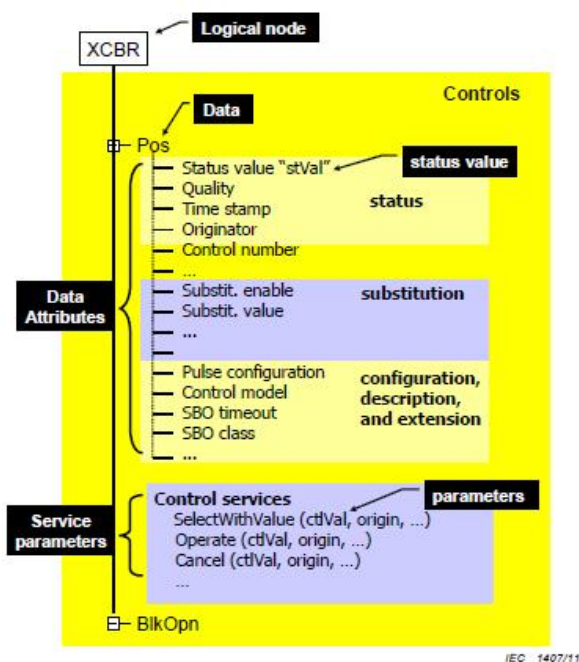 Logical node
XCBR
Controls
Data
Pos
Status value "stVal"
status value
Quality
Time stamp
status
Originator
Control number
...
Data
Attributes
Substit. enable
substitution
Substit. value
...
Pulse configuration
configuration,
Control model
description,
SBO timeout
and extension
SBO class
...
Control services
parameters
Service
parameters
SelectWithValue (ctlVal, origin, ...)
Operate (ctlVal, origin, ...)
Cancel (ctlVal, origin, ...)
...
BlkOpn
IEC 1407/11